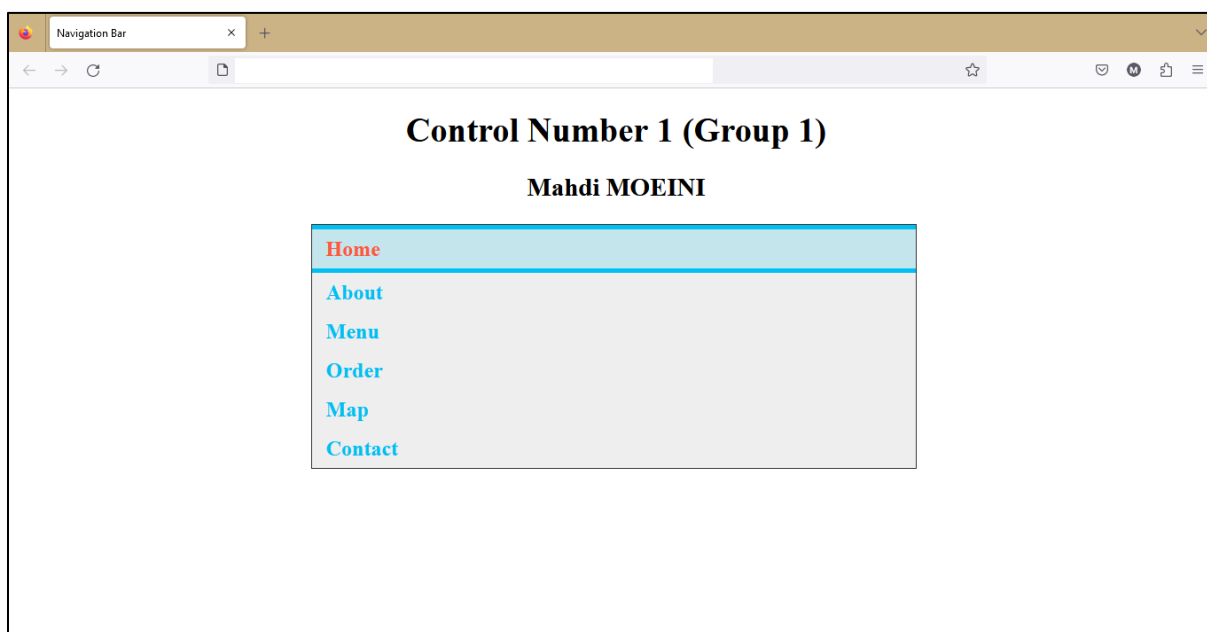 Navigation Bar
M
Control Number 1 (Group 1)
Mahdi MOEINI
Home
About
Menu
Order
Map
Contact